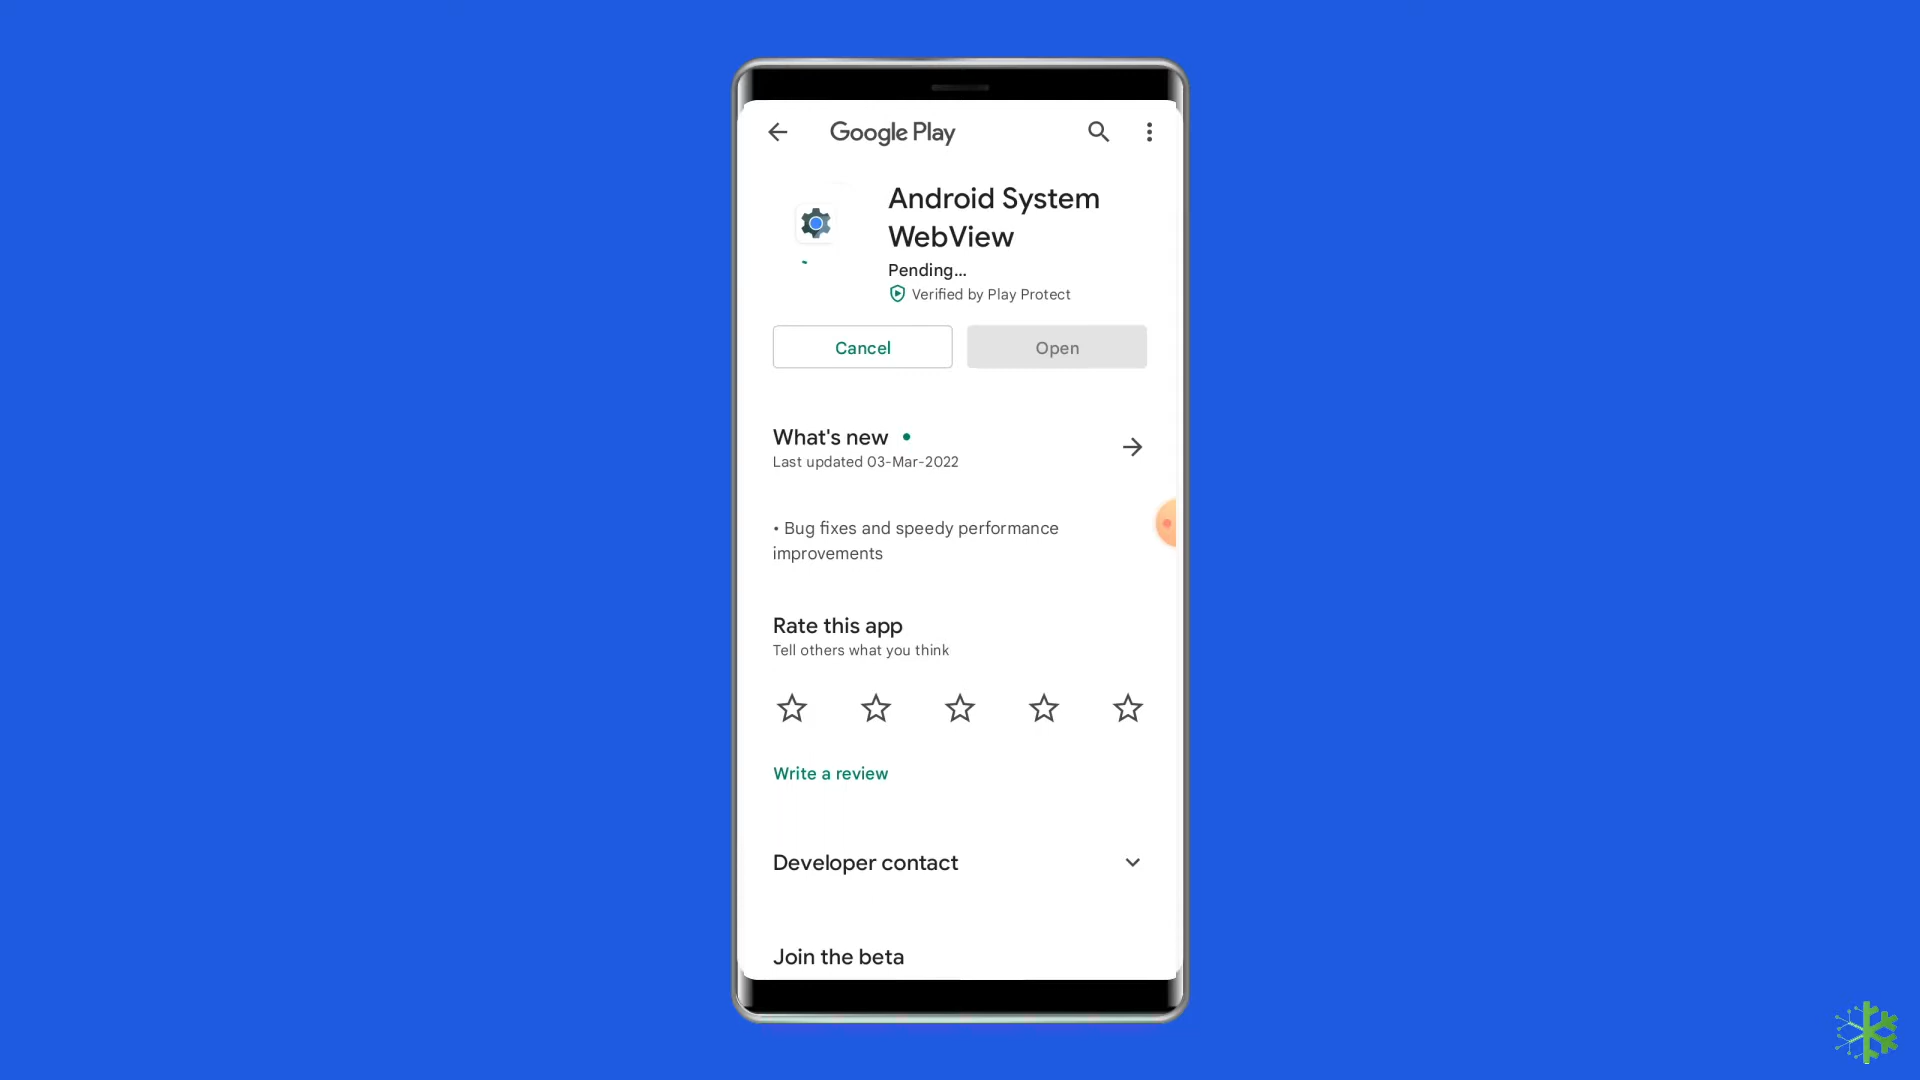 Google Play
Android System
WebView
Pending...
Verified by Play Protect
Cancel
Open
What's new
Last updated 03-Mar-2022
• Bug fixes and speedy performance
improvements
Rate this app
Tell others what you think
Write a review
Developer contact
Join the beta